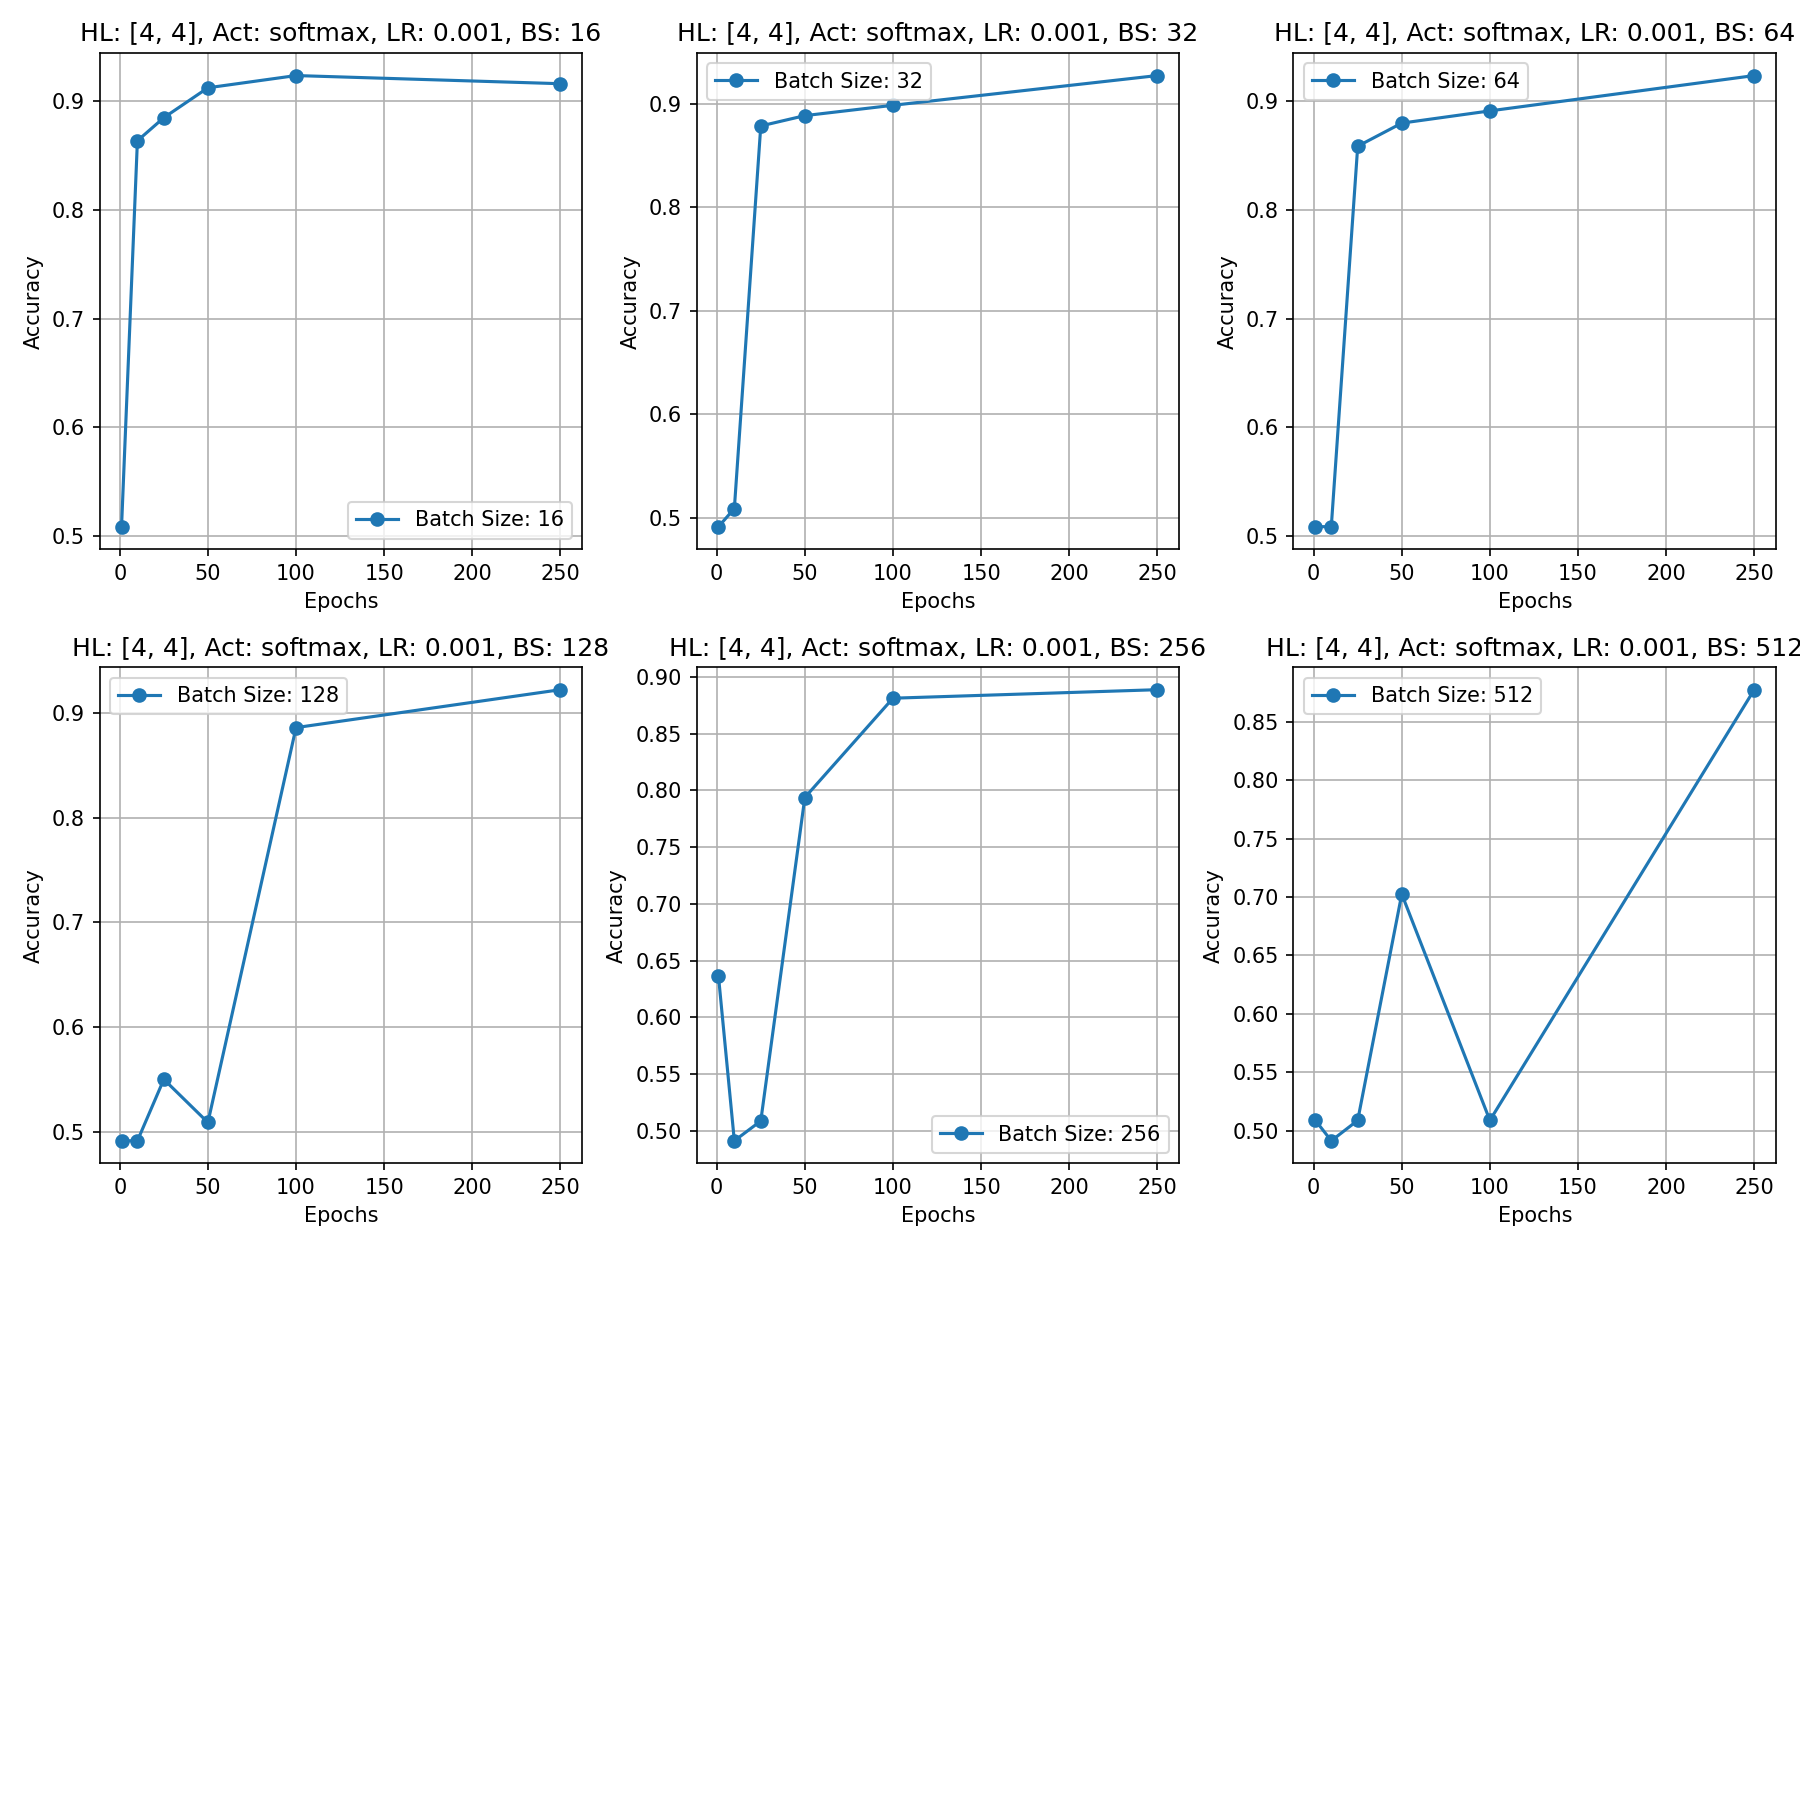 HL: [4, 4], Act: softmax, LR: 0.001, BS: 16
Accuracy
0.9
0.8
0.7
0.6
0.5
Batch Size: 16
0 50 100 150 200 250
Epochs
HL: [4, 4], Act: softmax, LR: 0.001, BS: 32
Batch Size: 32
Accuracy
0.9
0.8
0.7
0.6
0.5
0 50 100 150 200 250
Epochs
HL: [4, 4], Act: softmax, LR: 0.001, BS: 64
Batch Size: 64
Accuracy
0.9
0.8
0.7
0.6
0.5
0 50 100 150 200 250
Epochs
HL: [4, 4], Act: softmax, LR: 0.001, BS: 128
Batch Size: 128
Accuracy
0.9
0.8
0.7
0.6
0.5
0 50 100 150 200 250
Epochs
HL: [4, 4], Act: softmax, LR: 0.001, BS: 256
Accuracy
0.90
0.85
0.80
0.75
0.70
0.65
0.60
0.55
0.50
Batch Size: 256
0 50 100 150 200 250
Epochs
HL: [4, 4], Act: softmax, LR: 0.001, BS: 512
Batch Size: 512
Accuracy
0.85
0.80
0.75
0.70
0.65
0.60
0.55
0.50
0 50 100 150 200 250
Epochs